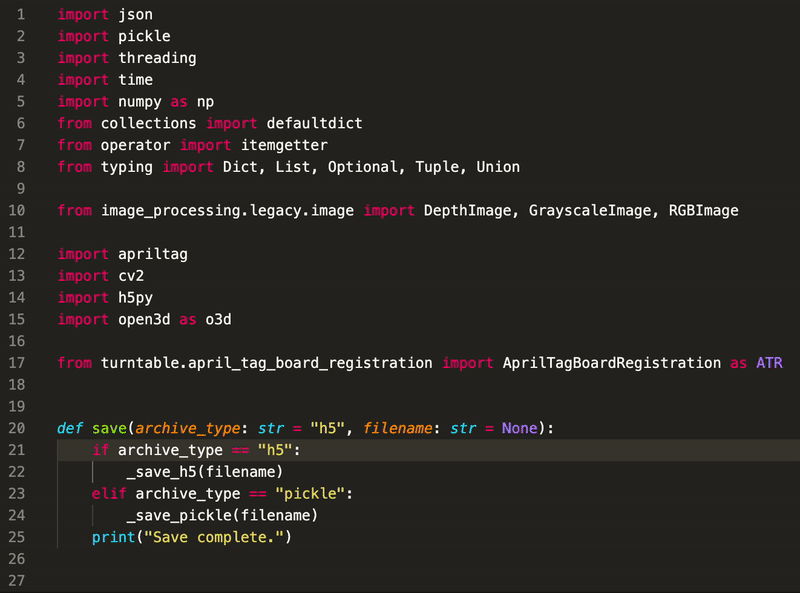 1 import json
2 import pickle
3 import threading
4 import time
5 import numpy as np
6 from collections import defaultdict
7 from operator import itemgetter
8 from typing import Dict, List, Optional, Tuple, Union
9
10 from image_processing.legacy.image import DepthImage, GrayscaleImage, RGBImage
11
12 import apriltag
13 import cv2
14 import h5py
15 import open3d as o3d
16
17 from turntable.april_tag_board_registration import AprilTagBoardRegistration as ATR
18
19
20 def save(archive_type: str = "h5", filename: str = None):
21     if archive_type == "h5":
22         _save_h5(filename)
23     elif archive_type == "pickle":
24         _save_pickle(filename)
25     print("Save complete.")
26
27